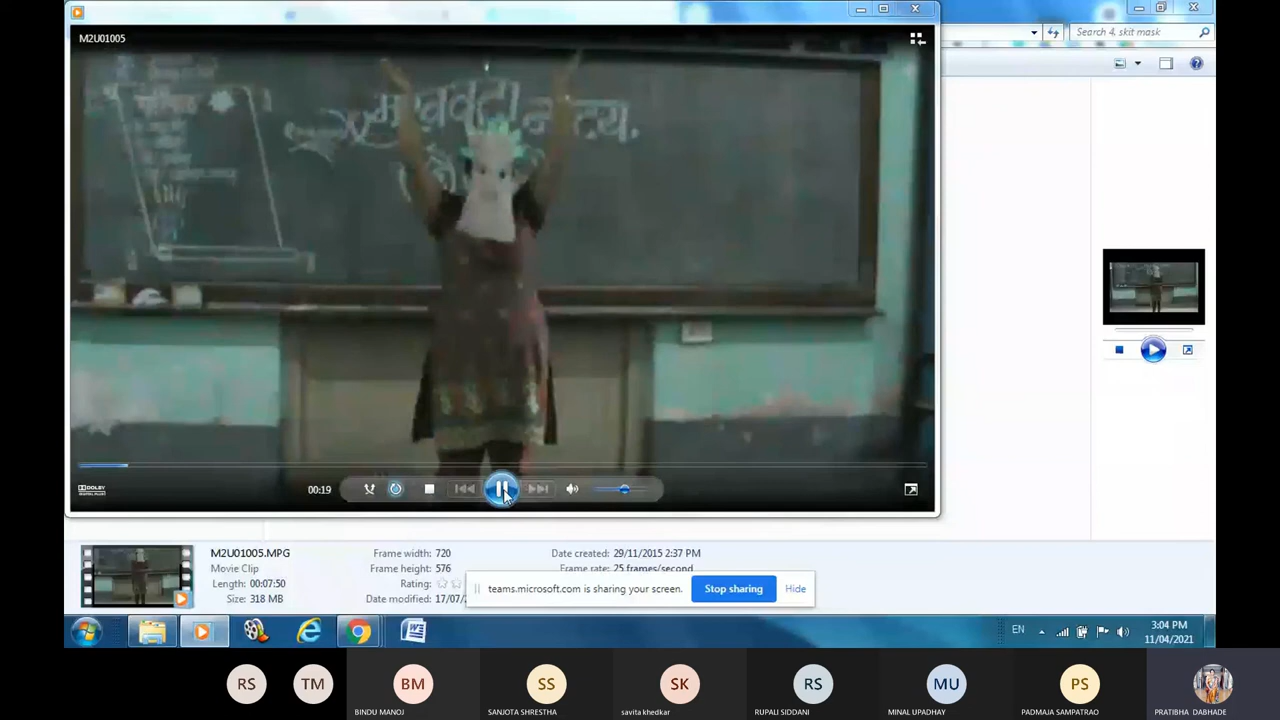 M2U01005
Search 4. skit mask
नाट्य.
DOLBY
00:19
M2U01005.MPG
Movie Clip
Length: 00:07:50
Size: 318 MB
Frame width: 720
Frame height: 576
Rating:
Date modified: 17/07/
Date created: 29/11/2015 2:37 PM
Frame rate: 25 frames/second
teams.microsoft.com is sharing your screen.
Stop sharing
Hide
EN
3:04 PM
11/04/2021
RS
TM
BM
SS
SK
RS
MU
PS
BINDU MANOJ
SANJOTA SHRESTHA
savita khedkar
RUPALI SIDDANI
MINAL UPADHAY
PADMAJA SAMPATRAO
PRATIBHA DABHADE